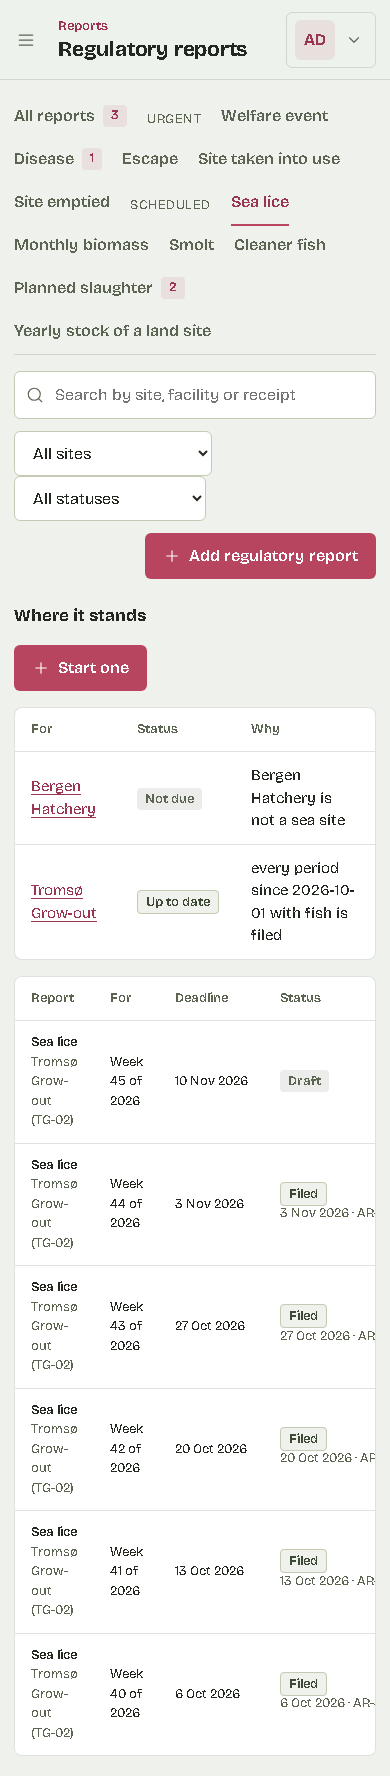 Reports
Regulatory reports
AD
All reports 3 URGENT Welfare event
Disease 1 Escape Site taken into use
Site emptied SCHEDULED Sea lice
Monthly biomass Smolt Cleaner fish
Planned slaughter 2
Yearly stock of a land site
Search by site, facility or receipt
All sites
All statuses
+ Add regulatory report
Where it stands
+ Start one
For Status Why
Bergen
Hatchery
Not due
Bergen
Hatchery is
not a sea site
Tromsø
Grow-out
Up to date
every period
since 2026-10-
01 with fish is
filed
Report For Deadline Status
Sea lice
Tromsø
Grow-
out
(TG-02)
Week
45 of
2026
10 Nov 2026
Draft
Sea lice
Tromsø
Grow-
out
(TG-02)
Week
44 of
2026
3 Nov 2026
Filed
3 Nov 2026 · AR-
Sea lice
Tromsø
Grow-
out
(TG-02)
Week
43 of
2026
27 Oct 2026
Filed
27 Oct 2026 · AR
Sea lice
Tromsø
Grow-
out
(TG-02)
Week
42 of
2026
20 Oct 2026
Filed
20 Oct 2026 · AR
Sea lice
Tromsø
Grow-
out
(TG-02)
Week
41 of
2026
13 Oct 2026
Filed
13 Oct 2026 · AR-
Sea lice
Tromsø
Grow-
out
(TG-02)
Week
40 of
2026
6 Oct 2026
Filed
6 Oct 2026 · AR-